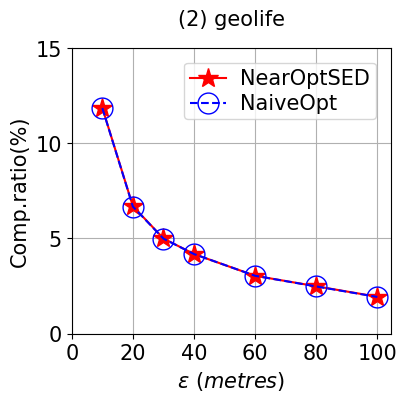 (2) geolife
Comp.ratio(%)
15
10
5
0
NearOptSED
NaiveOpt
0 20 40 60 80 100
ε (metres)